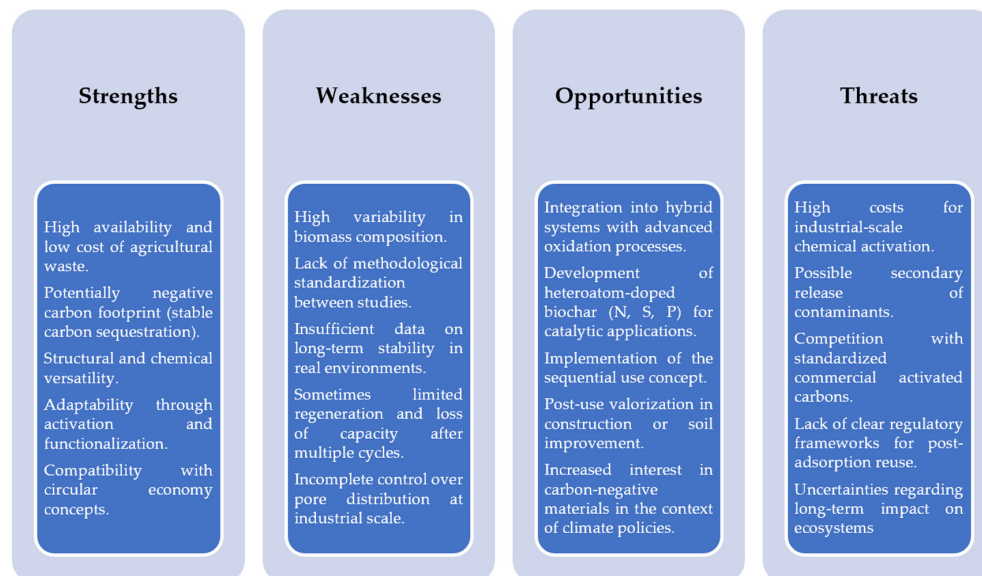 Strengths
High availability and
low cost of agricultural
waste.
Potentially negative
carbon footprint (stable
carbon sequestration).
Structural and chemical
versatility.
Adaptability through
activation and
functionalization.
Compatibility with
circular economy
concepts.
Weaknesses
High variability in
biomass composition.
Lack of methodological
standardization
between studies.
Insufficient data on
long-term stability in
real environments.
Sometimes limited
regeneration and loss
of capacity after
multiple cycles.
Incomplete control over
pore distribution at
industrial scale.
Opportunities
Integration into hybrid
systems with advanced
oxidation processes.
Development of
heteroatom-doped
biochar (N, S, P) for
catalytic applications.
Implementation of the
sequential use concept.
Post-use valorization in
construction or soil
improvement.
Increased interest in
carbon-negative
materials in the context
of climate policies.
Threats
High costs for
industrial-scale
chemical activation.
Possible secondary
release of
contaminants.
Competition with
standardized
commercial activated
carbons.
Lack of clear regulatory
frameworks for post-
adsorption reuse.
Uncertainties regarding
long-term impact on
ecosystems